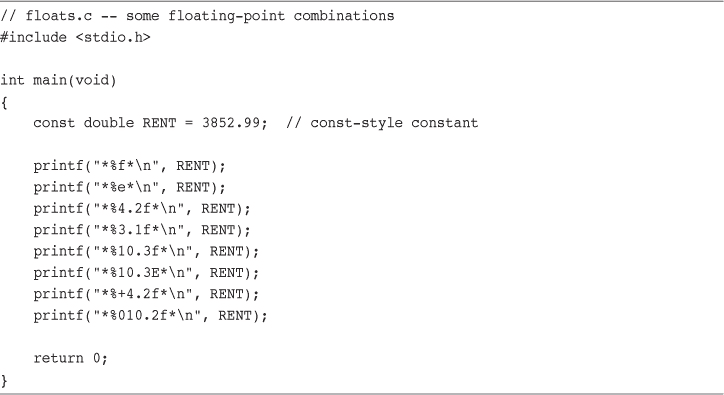 // floats.c -- some floating-point combinations
#include <stdio.h>

int main(void)
{
    const double RENT = 3852.99;  // const-style constant

    printf("*%f*\n", RENT);
    printf("*%e*\n", RENT);
    printf("*%4.2f*\n", RENT);
    printf("*%3.1f*\n", RENT);
    printf("*%10.3f*\n", RENT);
    printf("*%10.3E*\n", RENT);
    printf("*%+4.2f*\n", RENT);
    printf("*%010.2f*\n", RENT);

    return 0;
}